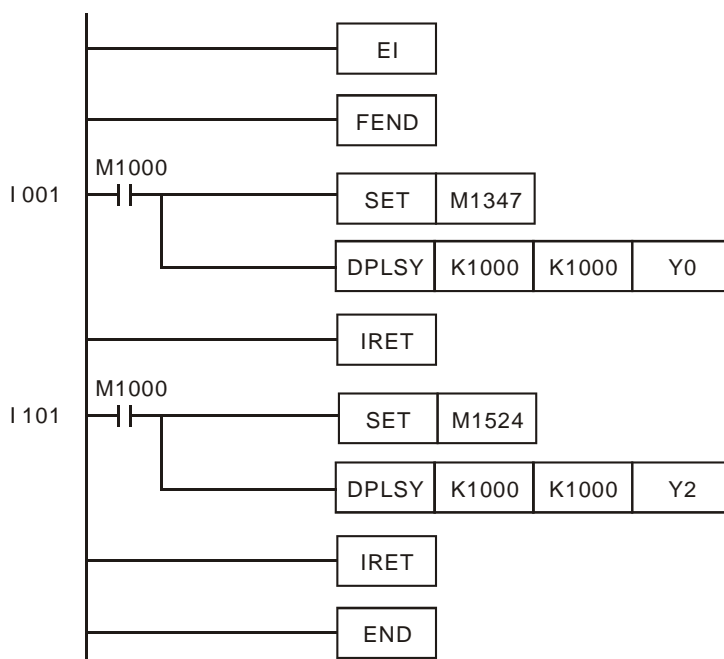 EI
FEND
M1000
I 001
SET M1347
DPLSY K1000 K1000 Y0
IRET
M1000
I 101
SET M1524
DPLSY K1000 K1000 Y2
IRET
END